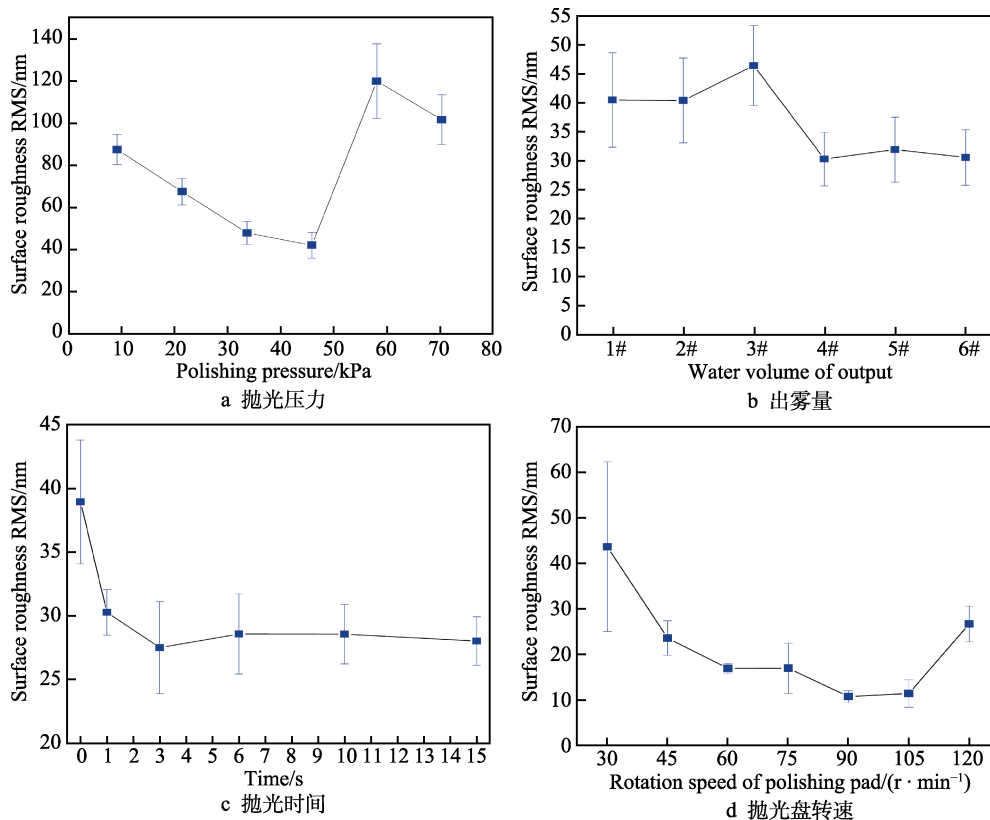 Surface roughness RMS/nm
140
120
100
80
60
40
20
0
0 10 20 30 40 50 60 70 80
Polishing pressure/kPa
a 抛光压力
Surface roughness RMS/nm
55
50
45
40
35
30
25
20
15
10
5
0
1# 2# 3# 4# 5# 6#
Water volume of output
b 出雾量
Surface roughness RMS/nm
45
40
35
30
25
20
0 1 2 3 4 5 6 7 8 9 10 11 12 13 14 15
Time/s
c 抛光时间
Surface roughness RMS/nm
70
60
50
40
30
20
10
0
30 45 60 75 90 105 120
Rotation speed of polishing pad/(r · min⁻¹)
d 抛光盘转速